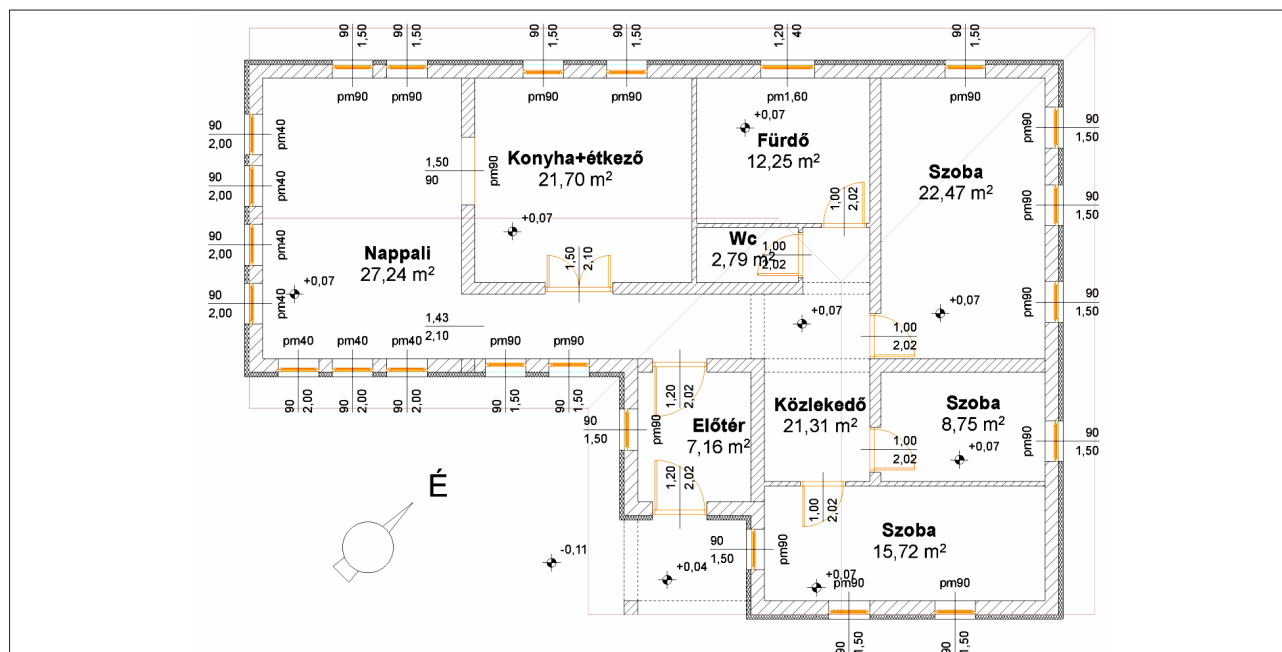 90
1,50
90
1,50
90
1,50
90
1,50
1,20
40
90
1,50
pm90
pm90
pm90
pm90
pm1,60
pm90
90
2,00
pm40
90
2,00
pm40
90
2,00
pm40
90
2,00
pm40
Nappali
27,24 m²
+0,07
1,50
90
pm90
Konyha+étkező
21,70 m²
+0,07
1,50
2,10
+0,07
Fürdő
12,25 m²
1,00
2,02
Wc
2,79 m²
1,00
2,02
Szoba
22,47 m²
+0,07
+0,07
1,00
2,02
pm90
90
1,50
pm90
90
1,50
pm90
90
1,50
1,43
2,10
pm40
pm40
pm40
pm90
pm90
90
2,00
90
2,00
90
2,00
90
1,50
90
1,50
1,20
2,02
90
1,50
pm90
Előtér
7,16 m²
1,20
2,02
Közlekedő
21,31 m²
Szoba
8,75 m²
+0,07
1,00
2,02
pm90
90
1,50
1,00
2,02
Szoba
15,72 m²
+0,07
90
1,50
pm90
pm90
pm90
90
1,50
90
1,50
É
-0,11
+0,04